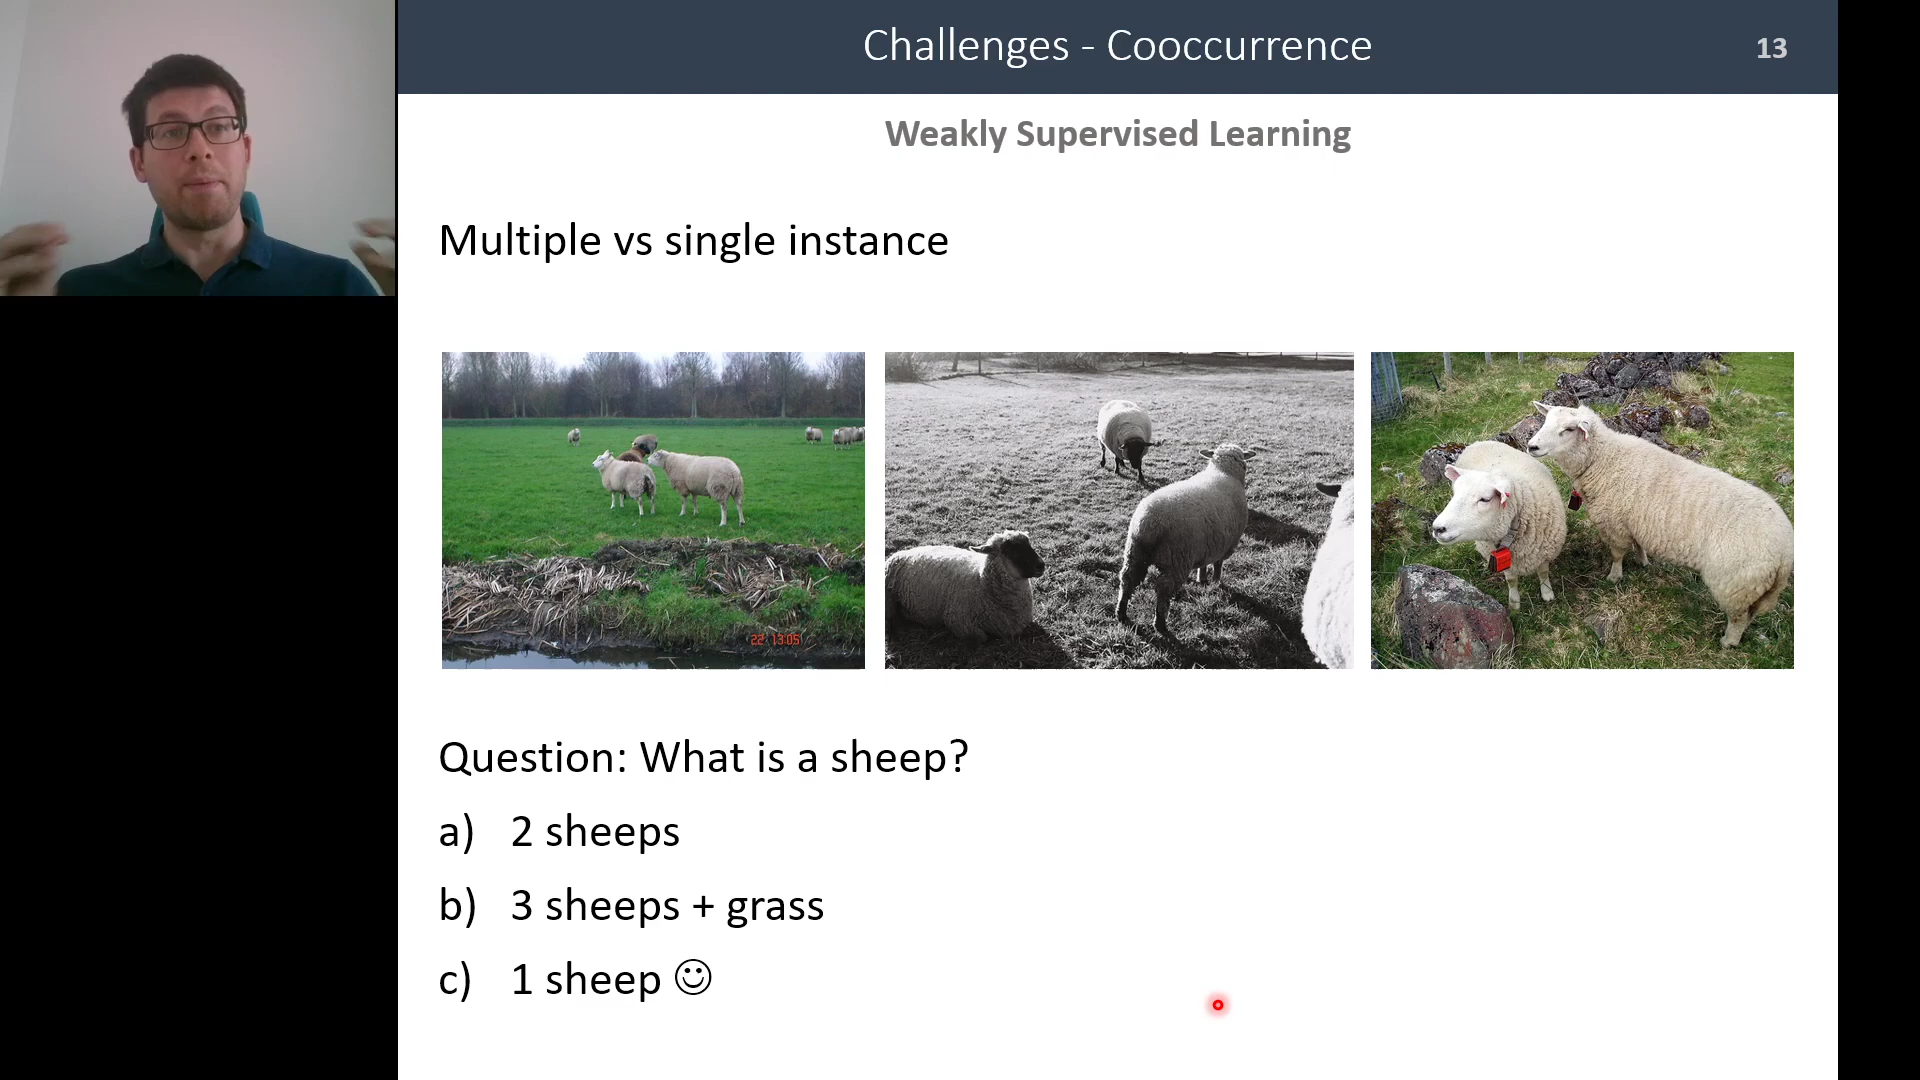 Challenges - Cooccurrence
13
Weakly Supervised Learning
Multiple vs single instance
22 13:05
Question: What is a sheep?
a) 2 sheeps
b) 3 sheeps + grass
c) 1 sheep ☺